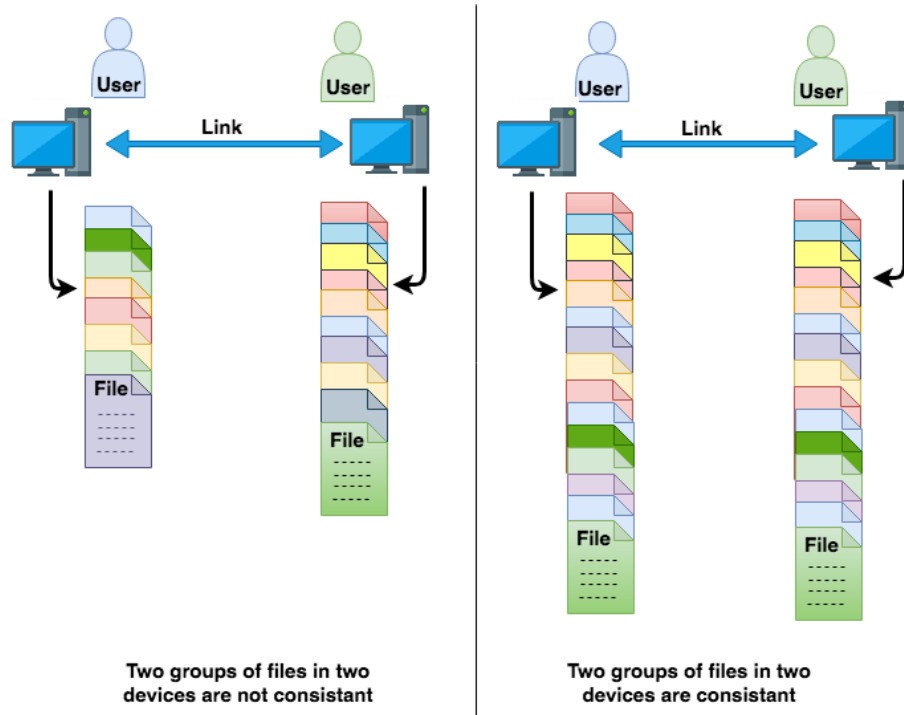 User
User
Link
File
File
Two groups of files in two
devices are not consistant
User
User
Link
File
File
Two groups of files in two
devices are consistant